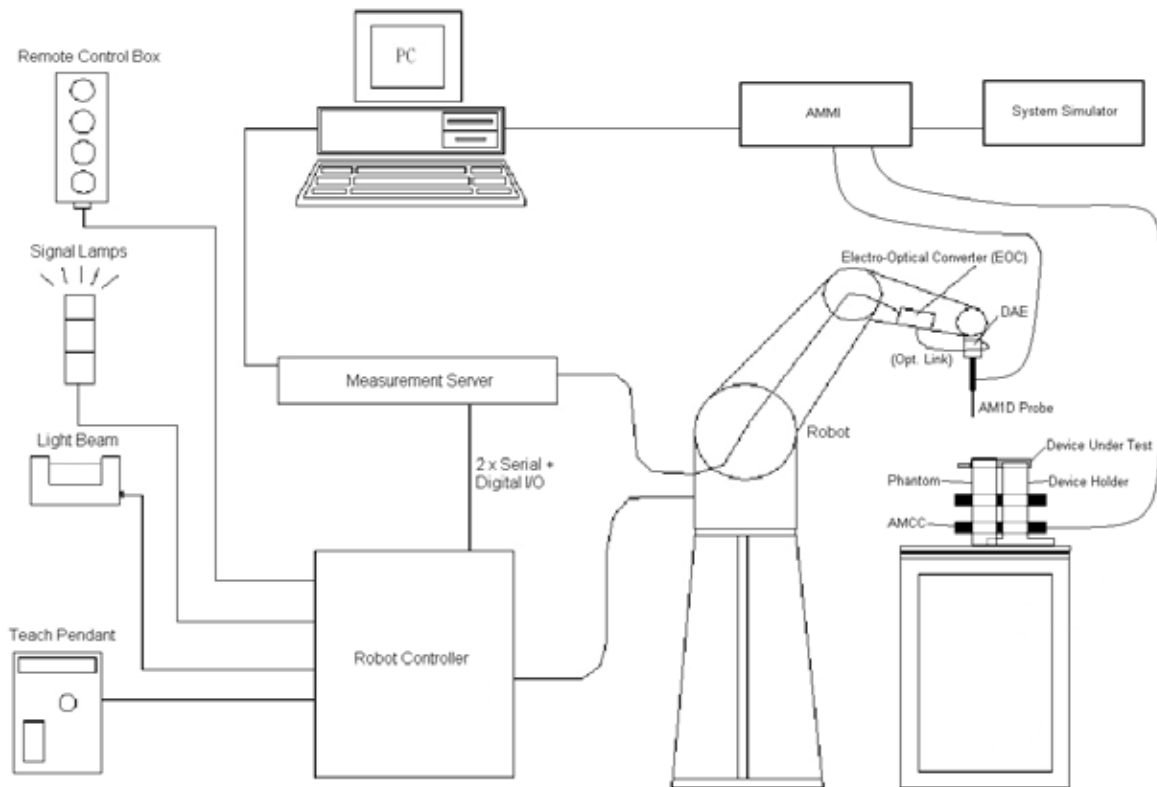 Remote Control Box
PC
AMMI
System Simulator
Signal Lamps
Electro-Optical Converter (EOC)
DAE
(Opt. Link)
Measurement Server
AM1D Probe
Light Beam
Robot
2 x Serial +
Digital I/O
Device Under Test
Phantom
Device Holder
AMCC
Teach Pendant
Robot Controller